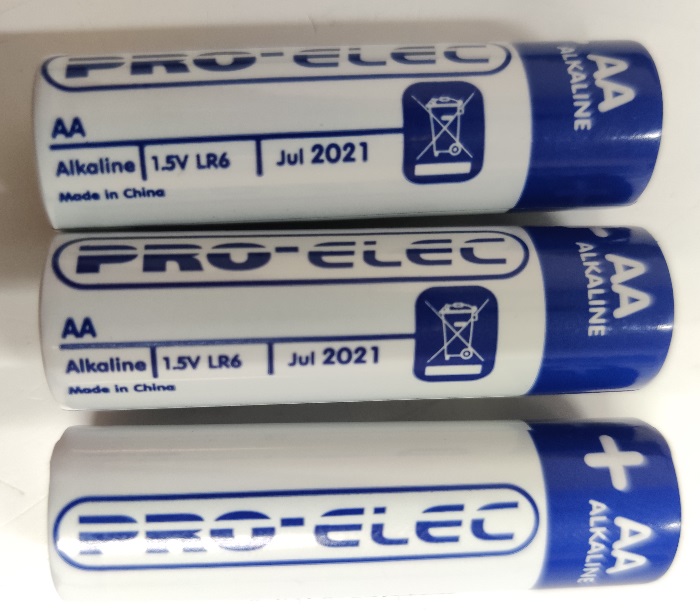 PRO-ELEC
AA
Alkaline 1.5V LR6 Jul 2021
Made in China
AA
ALKALINE
PRO-ELEC
AA
Alkaline 1.5V LR6 Jul 2021
Made in China
AA
ALKALINE
PRO-ELEC
+
AA
ALKALINE